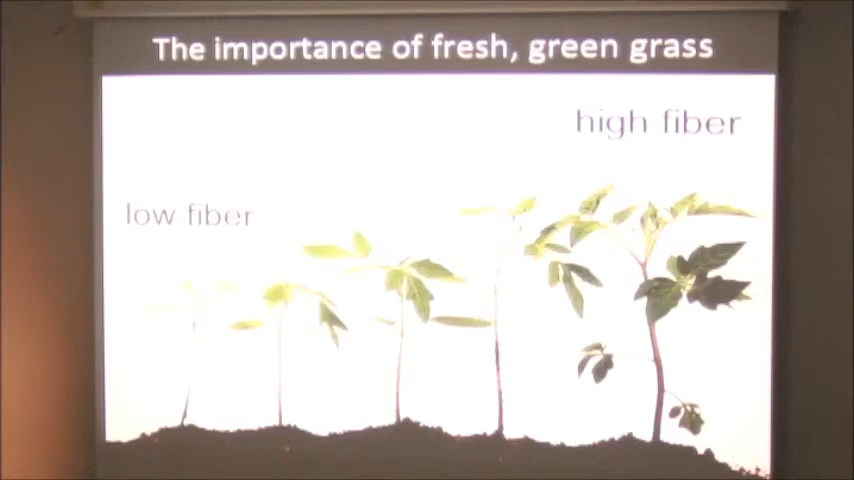 The importance of fresh, green grass
high fiber
low fiber